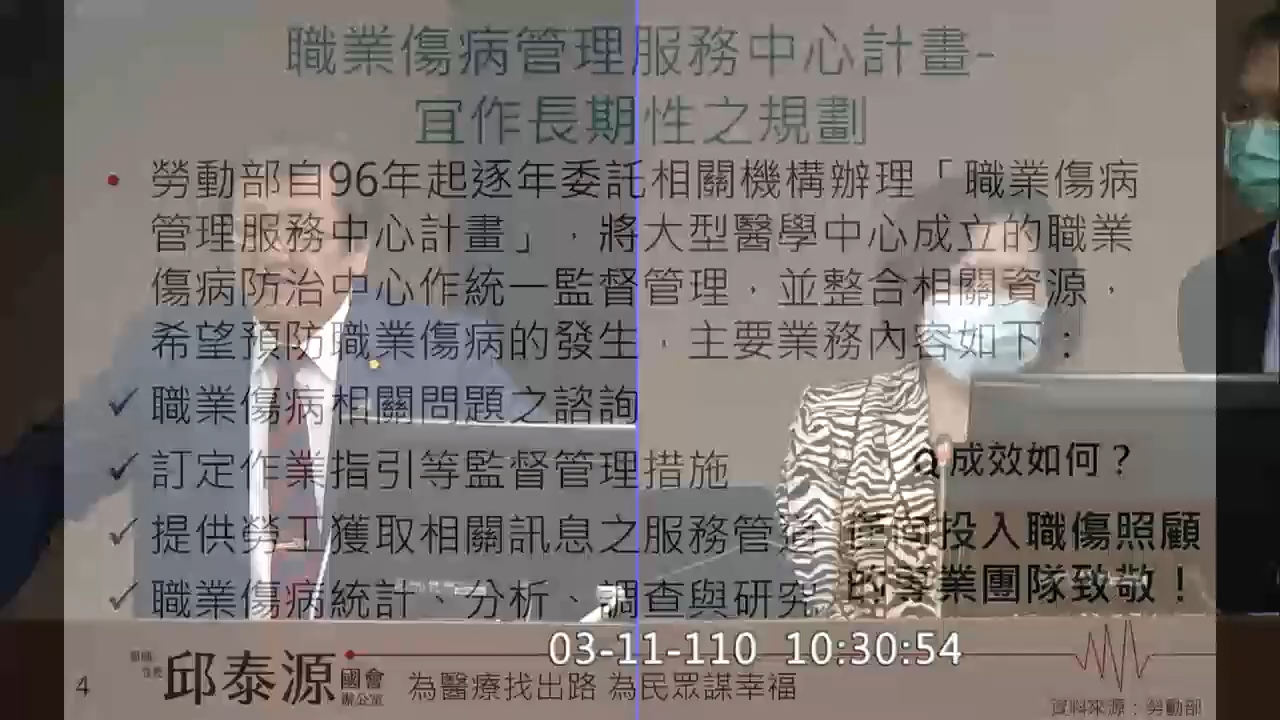 職業傷病管理服務中心計畫-
宜作長期性之規劃
• 勞動部自96年起逐年委託相關機構辦理「職業傷病
管理服務中心計畫」，將大型醫學中心成立的職業
傷病防治中心作統一監督管理，並整合相關資源，
希望預防職業傷病的發生，主要業務內容如下：
✓ 職業傷病相關問題之諮詢
✓ 訂定作業指引等監督管理措施
✓ 提供勞工獲取相關訊息之服務管道
✓ 職業傷病統計、分析、調查與研究
Q 成效如何？
向投入職傷照顧
的專業團隊致敬！
03-11-110 10:30:54
4
邱泰源 國會
辦公室
為醫療找出路 為民眾謀幸福
資料來源：勞動部